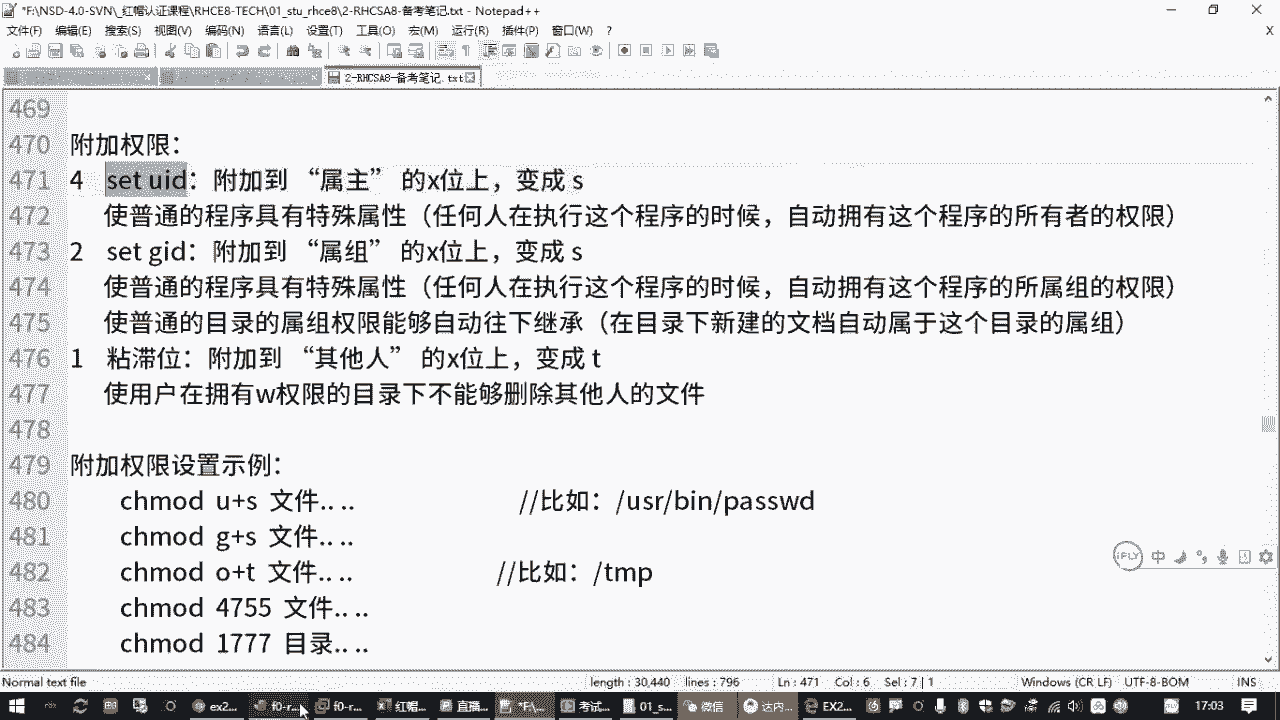 *F:\NSD-4.0-SVN\_红帽认证课程\RHCE8-TECH\01_stu_rhce8\2-RHCSA8-备考笔记.txt - Notepad++
文件(F) 编辑(E) 搜索(S) 视图(V) 编码(N) 语言(L) 设置(T) 工具(O) 宏(M) 运行(R) 插件(P) 窗口(W) ? X
2-RHCSA8-备考笔记.txt
469
470 附加权限：
471 4 set uid：附加到 “属主” 的x位上，变成 s
472 使普通的程序具有特殊属性（任何人在执行这个程序的时候，自动拥有这个程序的所有者的权限）
473 2 set gid：附加到 “属组” 的x位上，变成 s
474 使普通的程序具有特殊属性（任何人在执行这个程序的时候，自动拥有这个程序的所属组的权限）
475 使普通的目录的属组权限能够自动往下继承（在目录下新建的文档自动属于这个目录的属组）
476 1 粘滞位：附加到 “其他人” 的x位上，变成 t
477 使用户在拥有w权限的目录下不能够删除其他人的文件
478
479 附加权限设置示例：
480 chmod u+s 文件.. .. //比如：/usr/bin/passwd
481 chmod g+s 文件.. ..
482 chmod o+t 文件.. .. //比如：/tmp
483 chmod 4755 文件.. ..
484 chmod 1777 目录.. ..
iFLY 中
Normal text file length : 30,440 lines : 796 Ln : 471 Col : 6 Sel : 7 | 1 Windows (CR LF) UTF-8-BOM INS
ex2... f0-r... f0-r... 红帽... 直播... *F:\... 考试... 01_s... 微信 达内... EX2... 17:03